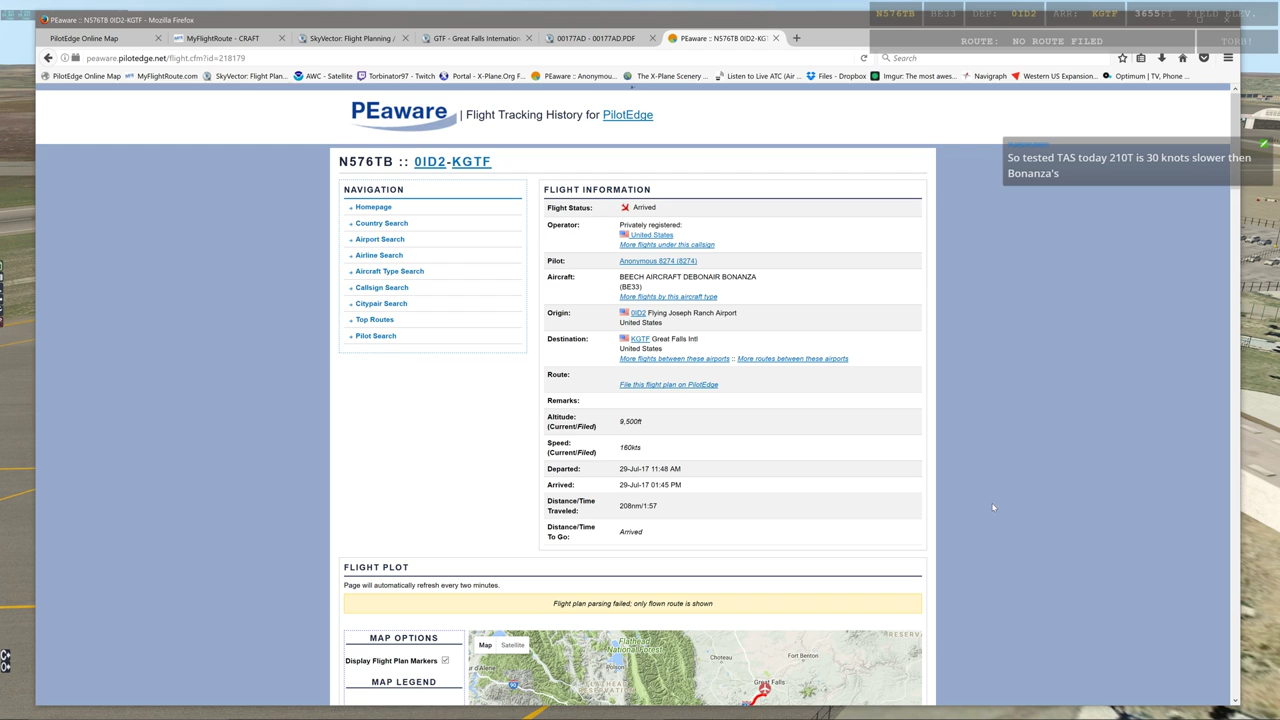 PEaware :: N576TB 0ID2-KGTF - Mozilla Firefox
N576TB BE33 DEP: 0ID2 ARR: KGTF 3655FT FIELD ELEV.
ROUTE: NO ROUTE FILED
PilotEdge Online Map
MyFlightRoute - CRAFT
SkyVector: Flight Planning /
GTF - Great Falls Internation
00177AD - 00177AD.PDF
PEaware :: N576TB 0ID2-KGT
peaware.pilotedge.net/flight.cfm?id=218179
Search
PilotEdge Online Map MyFlightRoute.com SkyVector: Flight Plan... AWC - Satellite Torbinator97 - Twitch Portal - X-Plane.Org F... PEaware :: Anonymou... The X-Plane Scenery ... Listen to Live ATC (Air ... Files - Dropbox Imgur: The most awes... Navigraph Western US Expansion... Optimum | TV, Phone ...
PEaware | Flight Tracking History for PilotEdge
So tested TAS today 210T is 30 knots slower then
Bonanza's
N576TB :: 0ID2-KGTF
NAVIGATION
Homepage
Country Search
Airport Search
Airline Search
Aircraft Type Search
Callsign Search
Citypair Search
Top Routes
Pilot Search
FLIGHT INFORMATION
Flight Status: Arrived
Operator: Privately registered:
United States
More flights under this callsign
Pilot: Anonymous 8274 (8274)
Aircraft: BEECH AIRCRAFT DEBONAIR BONANZA
(BE33)
More flights by this aircraft type
Origin: 0ID2 Flying Joseph Ranch Airport
United States
Destination: KGTF Great Falls Intl
United States
More flights between these airports :: More routes between these airports
Route:
File this flight plan on PilotEdge
Remarks:
Altitude:
(Current/Filed) 9,500ft
Speed:
(Current/Filed) 160kts
Departed: 29-Jul-17 11:48 AM
Arrived: 29-Jul-17 01:45 PM
Distance/Time
Traveled: 208nm/1:57
Distance/Time
To Go: Arrived
FLIGHT PLOT
Page will automatically refresh every two minutes.
Flight plan parsing failed; only flown route is shown
MAP OPTIONS
Display Flight Plan Markers
MAP LEGEND
Map Satellite
Flathead
National Forest
Polson
Choteau
Fort Benton
Great Falls
ur d'Alene
90